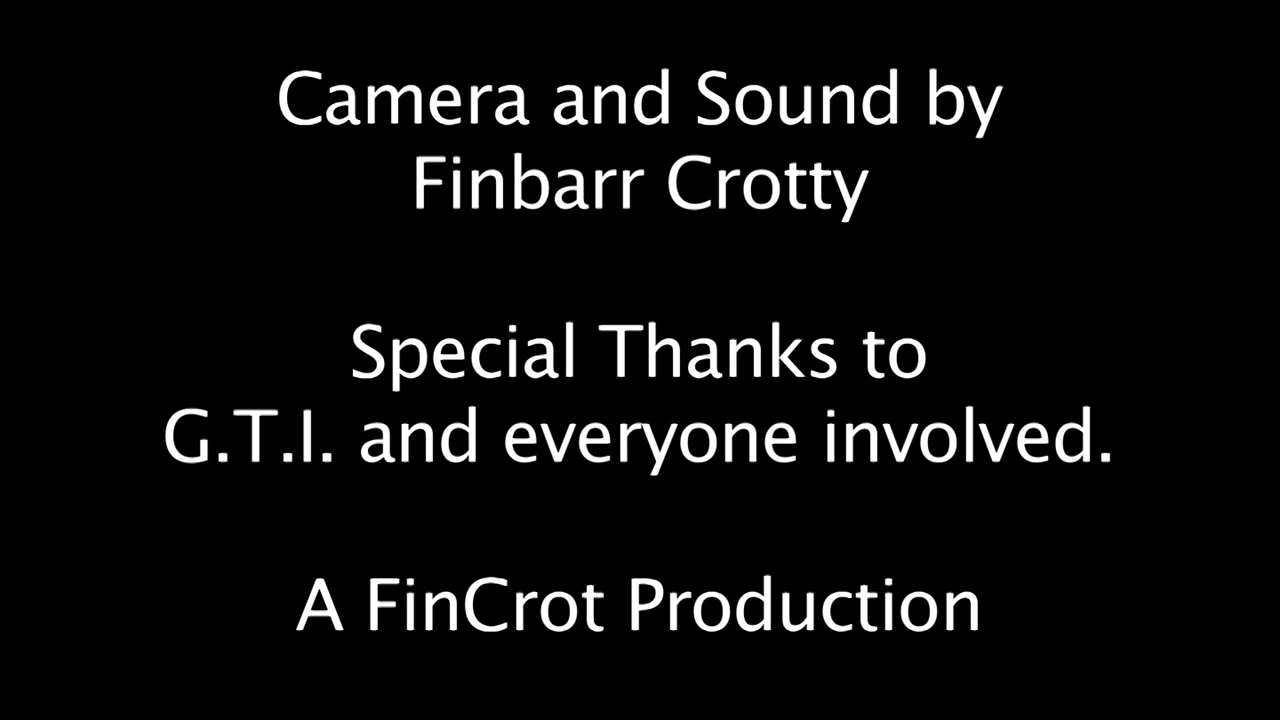 Camera and Sound by
Finbarr Crotty
Special Thanks to
G.T.I. and everyone involved.
A FinCrot Production